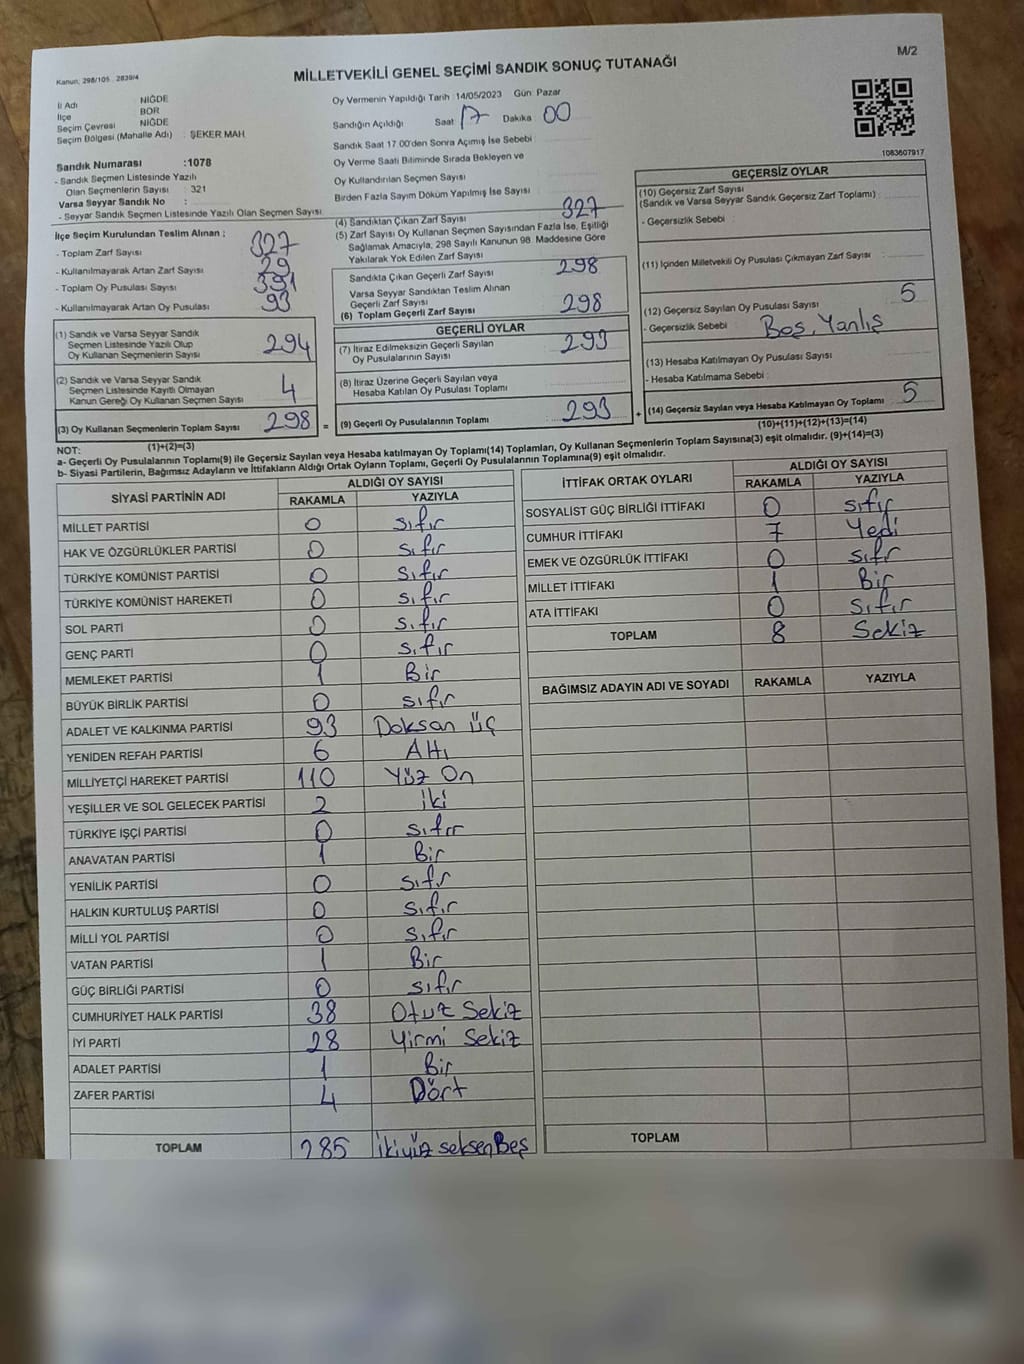 Kanun; 298/105 2839/4
M/2
MİLLETVEKİLİ GENEL SEÇİMİ SANDIK SONUÇ TUTANAĞI
İl Adı NİĞDE
İlçe BOR
Seçim Çevresi NİĞDE
Seçim Bölgesi (Mahalle Adı) : ŞEKER MAH
Sandık Numarası :1078
- Sandık Seçmen Listesinde Yazılı
Olan Seçmenlerin Sayısı : 321
Varsa Seyyar Sandık No :
- Seyyar Sandık Seçmen Listesinde Yazılı Olan Seçmen Sayısı
Oy Vermenin Yapıldığı Tarih :14/05/2023 Gün Pazar
Sandığın Açıldığı Saat 17 Dakika 00
Sandık Saat 17.00'den Sonra Açımış İse Sebebi :
Oy Verme Saati Bitiminde Sırada Bekleyen ve
Oy Kullandırılan Seçmen Sayısı
Birden Fazla Sayım Döküm Yapılmış İse Sayısı
1083607917
İlçe Seçim Kurulundan Teslim Alınan ;
- Toplam Zarf Sayısı 327
- Kullanılmayarak Artan Zarf Sayısı 29
- Toplam Oy Pusulası Sayısı 391
- Kullanılmayarak Artan Oy Pusulası 93
(1) Sandık ve Varsa Seyyar Sandık
Seçmen Listesinde Yazılı Olup
Oy Kullanan Seçmenlerin Sayısı 294
(2) Sandık ve Varsa Seyyar Sandık
Seçmen Listesinde Kayıtlı Olmayan
Kanun Gereği Oy Kullanan Seçmen Sayısı 4
(3) Oy Kullanan Seçmenlerin Toplam Sayısı 298 =
(1)+(2)=(3)
(4) Sandıktan Çıkan Zarf Sayısı 327
(5) Zarf Sayısı Oy Kullanan Seçmen Sayısından Fazla İse, Eşitliği
Sağlamak Amacıyla, 298 Sayılı Kanunun 98. Maddesine Göre
Yakılarak Yok Edilen Zarf Sayısı
Sandıkta Çıkan Geçerli Zarf Sayısı 298
Varsa Seyyar Sandıktan Teslim Alınan
Geçerli Zarf Sayısı
(6) Toplam Geçerli Zarf Sayısı 298
GEÇERLİ OYLAR
(7) İtiraz Edilmeksizin Geçerli Sayılan
Oy Pusulalarının Sayısı 293
(8) İtiraz Üzerine Geçerli Sayılan veya
Hesaba Katılan Oy Pusulası Toplamı
(9) Geçerli Oy Pusulalarının Toplamı 293 +
GEÇERSİZ OYLAR
(10) Geçersiz Zarf Sayısı
(Sandık ve Varsa Seyyar Sandık Geçersiz Zarf Toplamı) :
- Geçersizlik Sebebi :
(11) İçinden Milletvekili Oy Pusulası Çıkmayan Zarf Sayısı :
(12) Geçersiz Sayılan Oy Pusulası Sayısı 5
- Geçersizlik Sebebi Boş, Yanlış
(13) Hesaba Katılmayan Oy Pusulası Sayısı
- Hesaba Katılmama Sebebi :
(14) Geçersiz Sayılan veya Hesaba Katılmayan Oy Toplamı 5
(10)+(11)+(12)+(13)=(14)
NOT:
a- Geçerli Oy Pusulalarının Toplamı(9) ile Geçersiz Sayılan veya Hesaba katılmayan Oy Toplamı(14) Toplamları, Oy Kullanan Seçmenlerin Toplam Sayısına(3) eşit olmalıdır. (9)+(14)=(3)
b- Siyasi Partilerin, Bağımsız Adayların ve İttifakların Aldığı Ortak Oyların Toplamı, Geçerli Oy Pusulalarının Toplamına(9) eşit olmalıdır.
SİYASİ PARTİNİN ADI ALDIĞI OY SAYISI
RAKAMLA YAZIYLA
MİLLET PARTİSİ 0 sıfır
HAK VE ÖZGÜRLÜKLER PARTİSİ 0 sıfır
TÜRKİYE KOMÜNİST PARTİSİ 0 sıfır
TÜRKİYE KOMÜNİST HAREKETİ 0 sıfır
SOL PARTİ 0 sıfır
GENÇ PARTİ 0 sıfır
MEMLEKET PARTİSİ 1 Bir
BÜYÜK BİRLİK PARTİSİ 0 sıfır
ADALET VE KALKINMA PARTİSİ 93 Doksan üç
YENİDEN REFAH PARTİSİ 6 Altı
MİLLİYETÇİ HAREKET PARTİSİ 110 Yüz On
YEŞİLLER VE SOL GELECEK PARTİSİ 2 iki
TÜRKİYE İŞÇİ PARTİSİ 0 sıfır
ANAVATAN PARTİSİ 1 Bir
YENİLİK PARTİSİ 0 sıfır
HALKIN KURTULUŞ PARTİSİ 0 sıfır
MİLLİ YOL PARTİSİ 0 sıfır
VATAN PARTİSİ 1 Bir
GÜÇ BİRLİĞİ PARTİSİ 0 sıfır
CUMHURİYET HALK PARTİSİ 38 Otuz Sekiz
İYİ PARTİ 28 Yirmi Sekiz
ADALET PARTİSİ 1 Bir
ZAFER PARTİSİ 4 Dört
TOPLAM 285 ikiyüz seksenBeş
İTTİFAK ORTAK OYLARI ALDIĞI OY SAYISI
RAKAMLA YAZIYLA
SOSYALİST GÜÇ BİRLİĞİ İTTİFAKI 0 sıfır
CUMHUR İTTİFAKI 7 Yedi
EMEK VE ÖZGÜRLÜK İTTİFAKI 0 sıfr
MİLLET İTTİFAKI 1 Bir
ATA İTTİFAKI 0 sıfır
TOPLAM 8 Sekiz
BAĞIMSIZ ADAYIN ADI VE SOYADI RAKAMLA YAZIYLA
TOPLAM